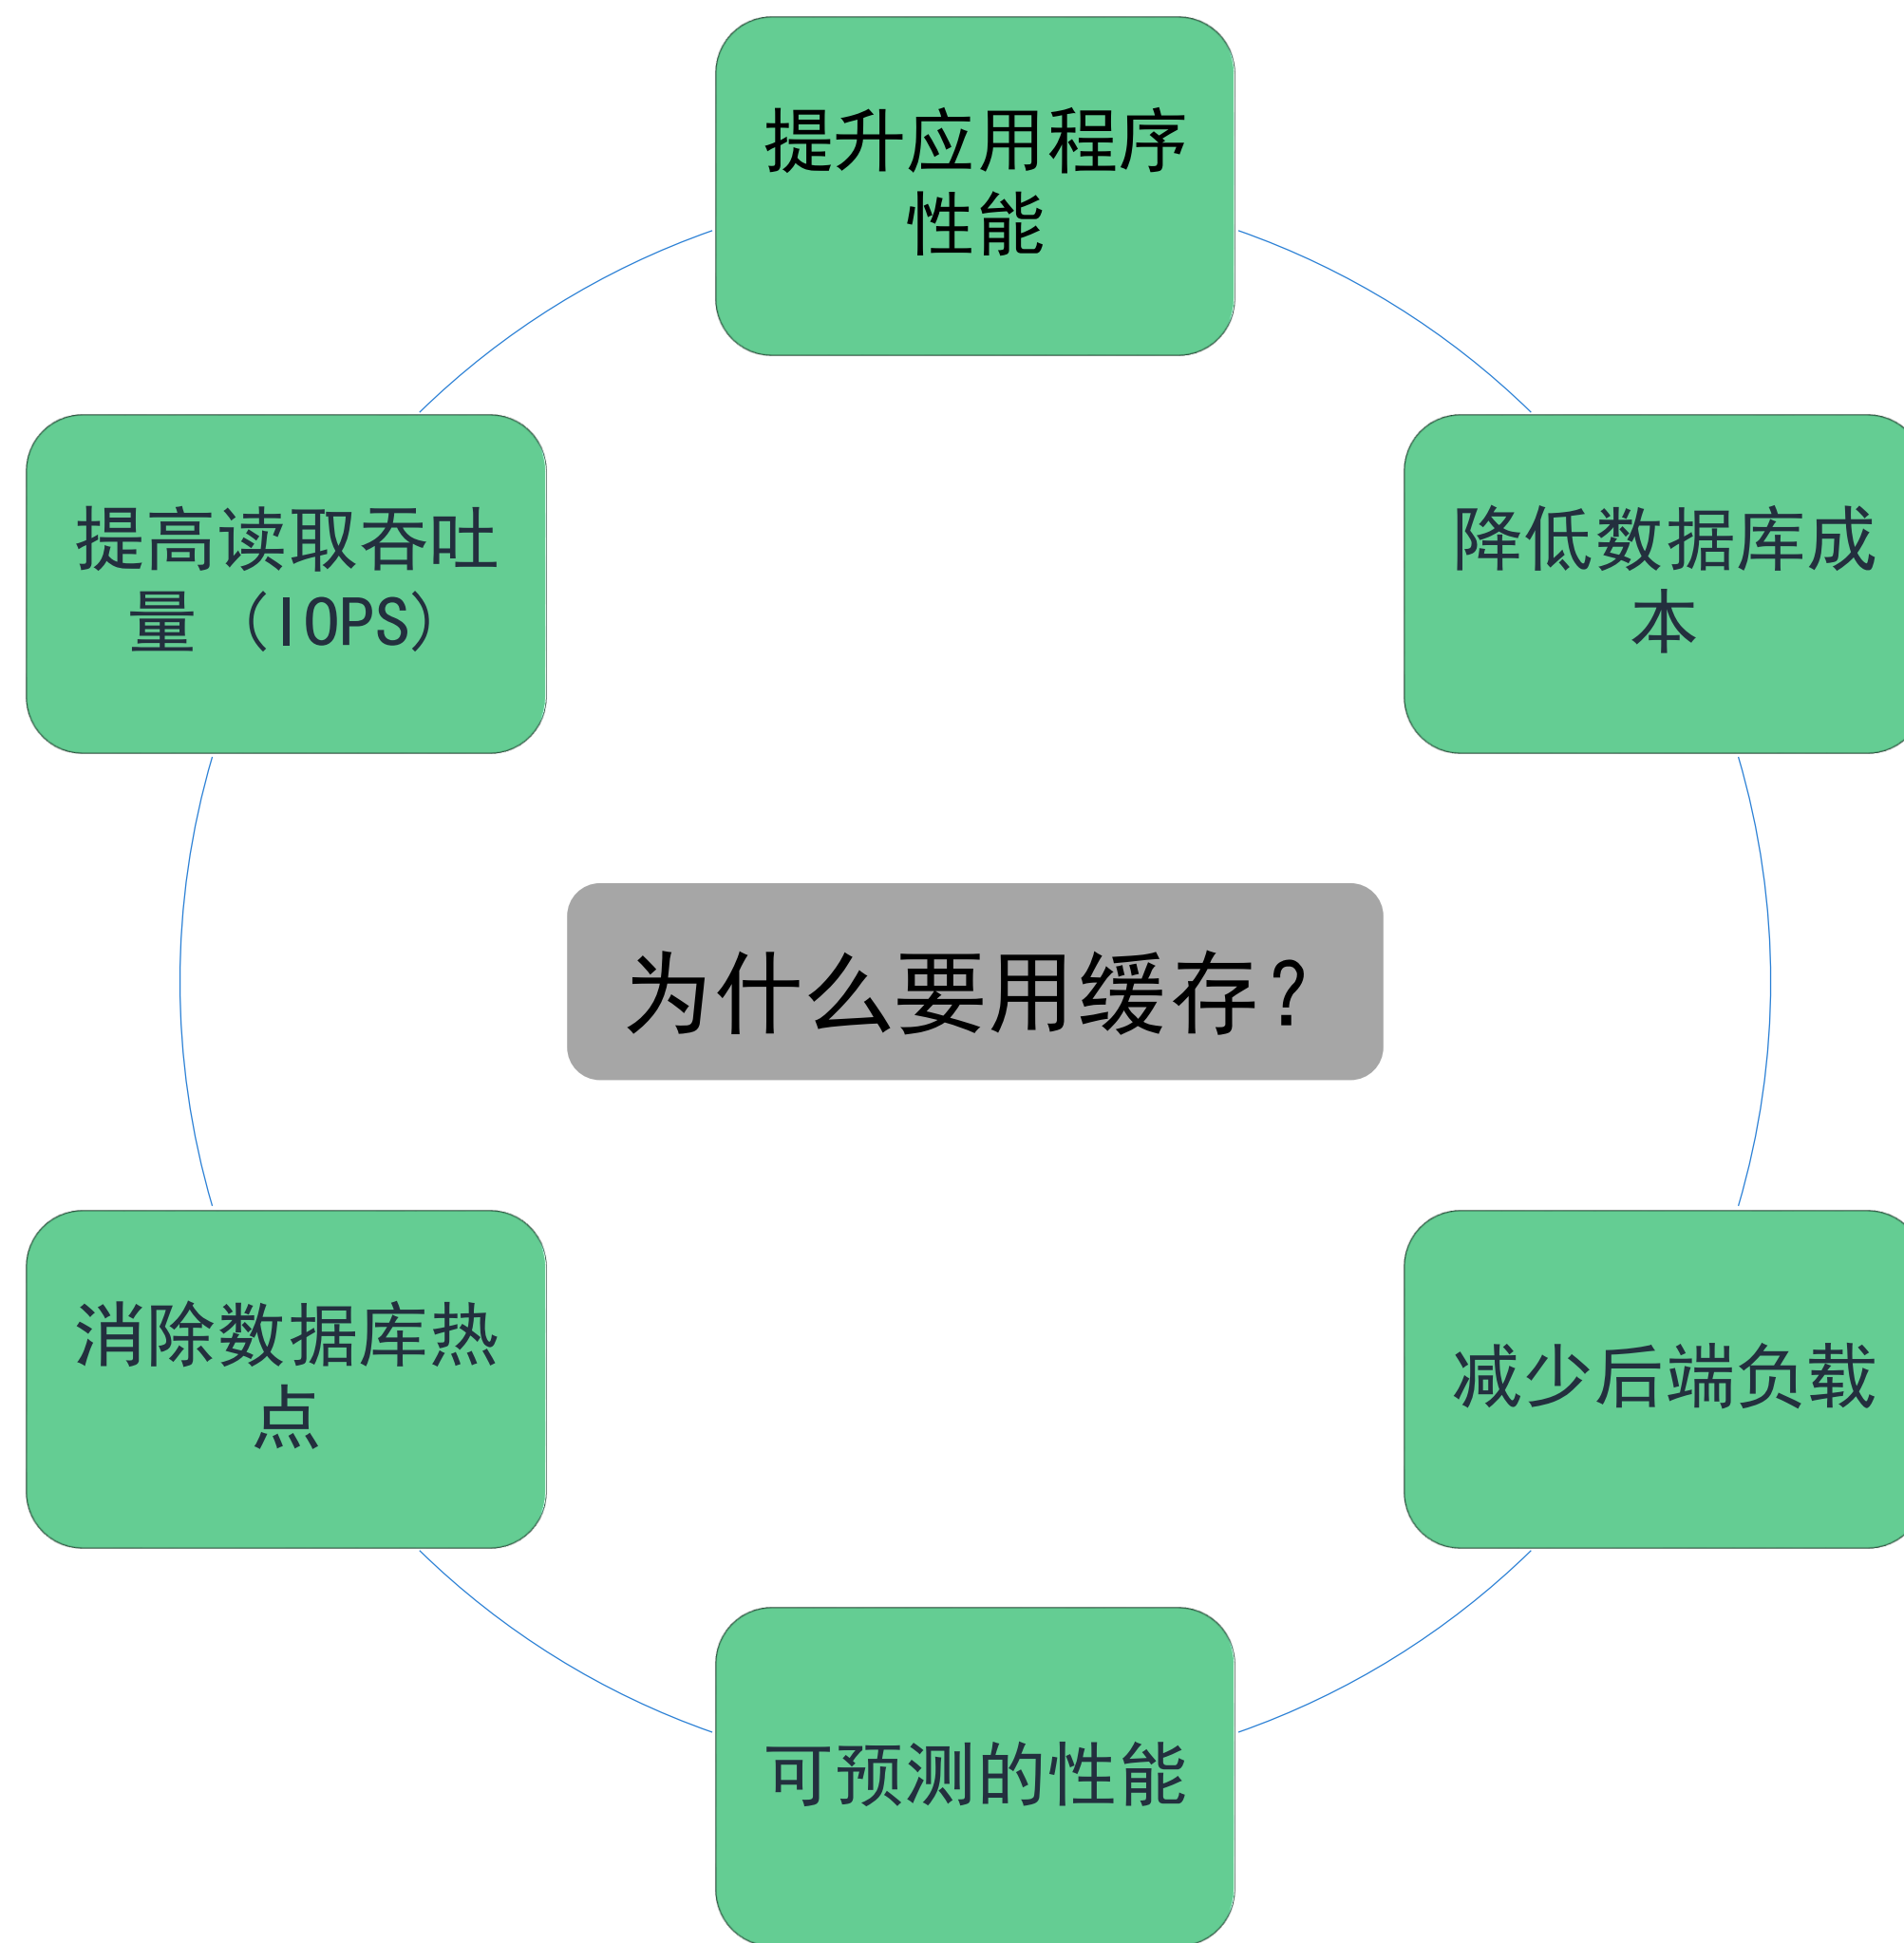 提升应用程序
性能
提高读取吞吐
量（IOPS）
降低数据库成
本
为什么要用缓存？
消除数据库热
点
减少后端负载
可预测的性能